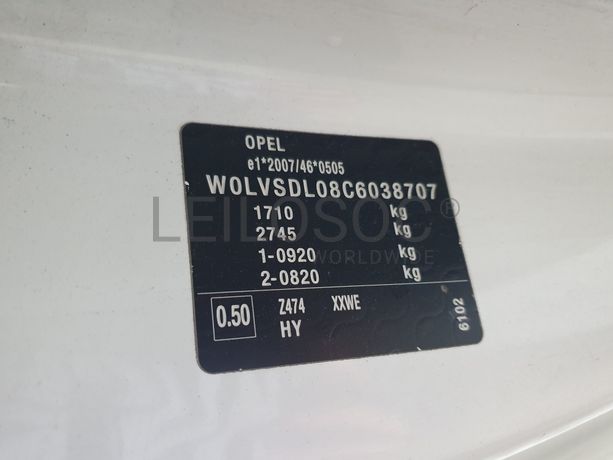 OPEL
e1*2007/46*0505
W0LVSDL08C6038707
1710 kg
2745 kg
1-0920 kg
2-0820 kg
0.50 Z474 XXWE
HY
6102
LEILOSOC®
WORLDWIDE